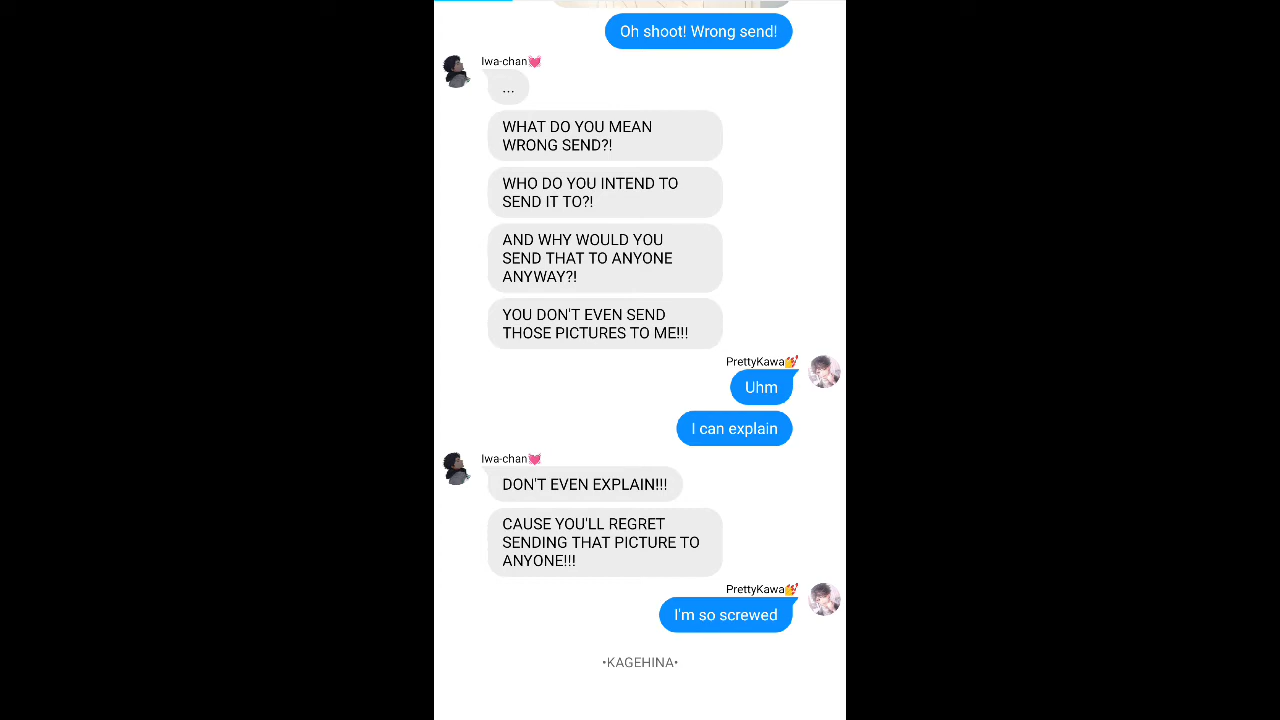 Oh shoot! Wrong send!
Iwa-chan💓
...
WHAT DO YOU MEAN
WRONG SEND?!
WHO DO YOU INTEND TO
SEND IT TO?!
AND WHY WOULD YOU
SEND THAT TO ANYONE
ANYWAY?!
YOU DON'T EVEN SEND
THOSE PICTURES TO ME!!!
PrettyKawa💅
Uhm
I can explain
Iwa-chan💓
DON'T EVEN EXPLAIN!!!
CAUSE YOU'LL REGRET
SENDING THAT PICTURE TO
ANYONE!!!
PrettyKawa💅
I'm so screwed
•KAGEHINA•